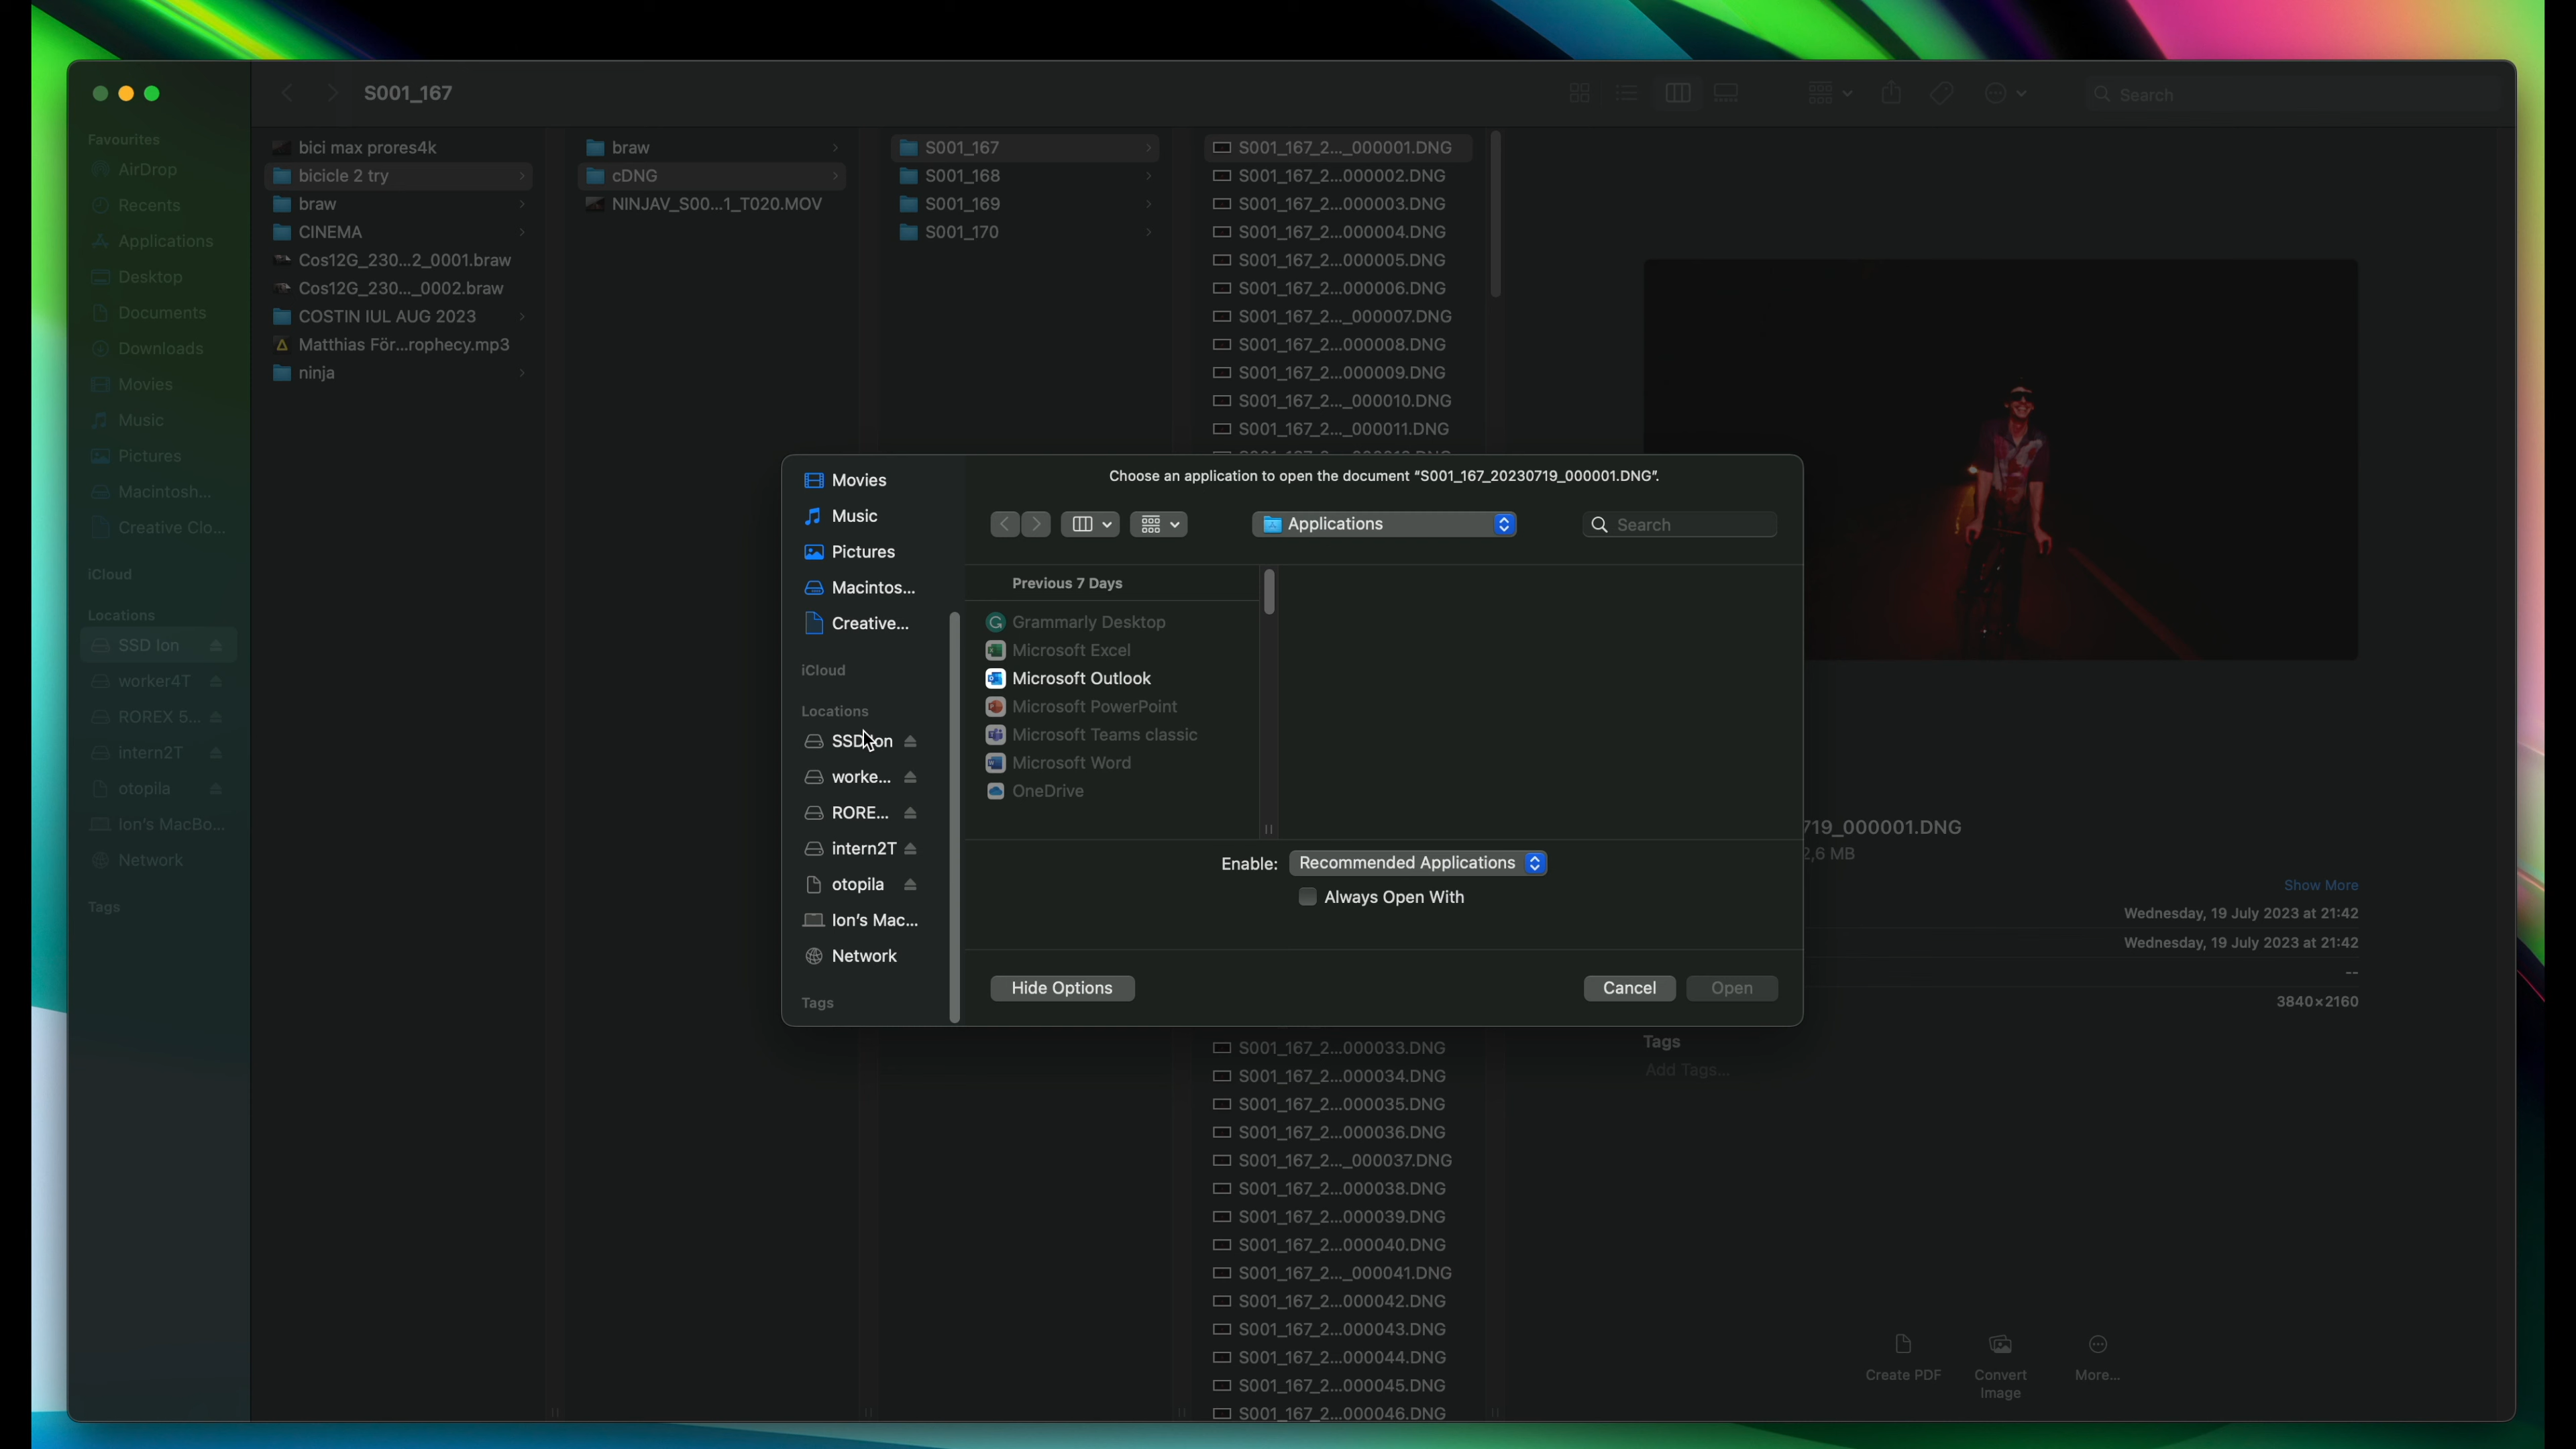 S001_167
Search
Favourites
AirDrop
Recents
Applications
Desktop
Documents
Downloads
Movies
Music
Pictures
Macintosh...
Creative Clo...
iCloud
Locations
SSD Ion
worker4T
ROREX 5...
intern2T
otopila
Ion's MacBo...
Network
Tags
bici max prores4k
bicicle 2 try
braw
CINEMA
Cos12G_230...2_0001.braw
Cos12G_230..._0002.braw
COSTIN IUL AUG 2023
Matthias För...rophecy.mp3
ninja
braw
cDNG
NINJAV_S00...1_T020.MOV
S001_167
S001_168
S001_169
S001_170
S001_167_2..._000001.DNG
S001_167_2...000002.DNG
S001_167_2...000003.DNG
S001_167_2...000004.DNG
S001_167_2...000005.DNG
S001_167_2...000006.DNG
S001_167_2..._000007.DNG
S001_167_2...000008.DNG
S001_167_2...000009.DNG
S001_167_2..._000010.DNG
S001_167_2..._000011.DNG
Movies
Music
Pictures
Macintos...
Creative...
iCloud
Locations
worke...
RORE...
intern2T
otopila
Ion's Mac...
Network
Tags
Choose an application to open the document “S001_167_20230719_000001.DNG”.
Applications
Search
Previous 7 Days
Grammarly Desktop
Microsoft Excel
Microsoft Outlook
Microsoft PowerPoint
Microsoft Teams classic
Microsoft Word
OneDrive
Enable: Recommended Applications
Always Open With
Hide Options
Cancel
Open
S001_167_2...000033.DNG
S001_167_2...000034.DNG
S001_167_2...000035.DNG
S001_167_2...000036.DNG
S001_167_2..._000037.DNG
S001_167_2...000038.DNG
S001_167_2...000039.DNG
S001_167_2...000040.DNG
S001_167_2..._000041.DNG
S001_167_2...000042.DNG
S001_167_2...000043.DNG
S001_167_2...000044.DNG
S001_167_2...000045.DNG
S001_167_2...000046.DNG
719_000001.DNG
2,6 MB
Show More
Wednesday, 19 July 2023 at 21:42
Wednesday, 19 July 2023 at 21:42
--
3840×2160
Tags
Add Tags...
Create PDF
Convert
Image
More...